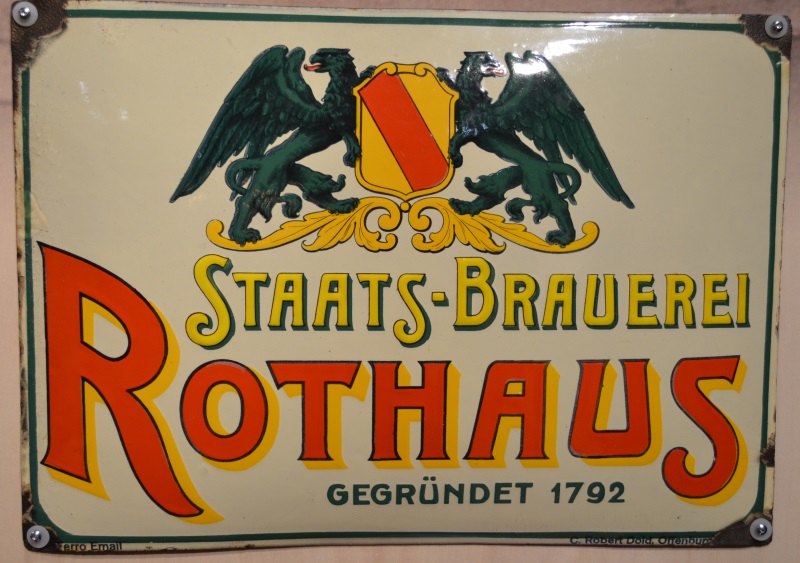 STAATS-BRAUEREI
ROTHAUS
GEGRÜNDET 1792
Ferro Email
C. Robert Dold, Offenburg